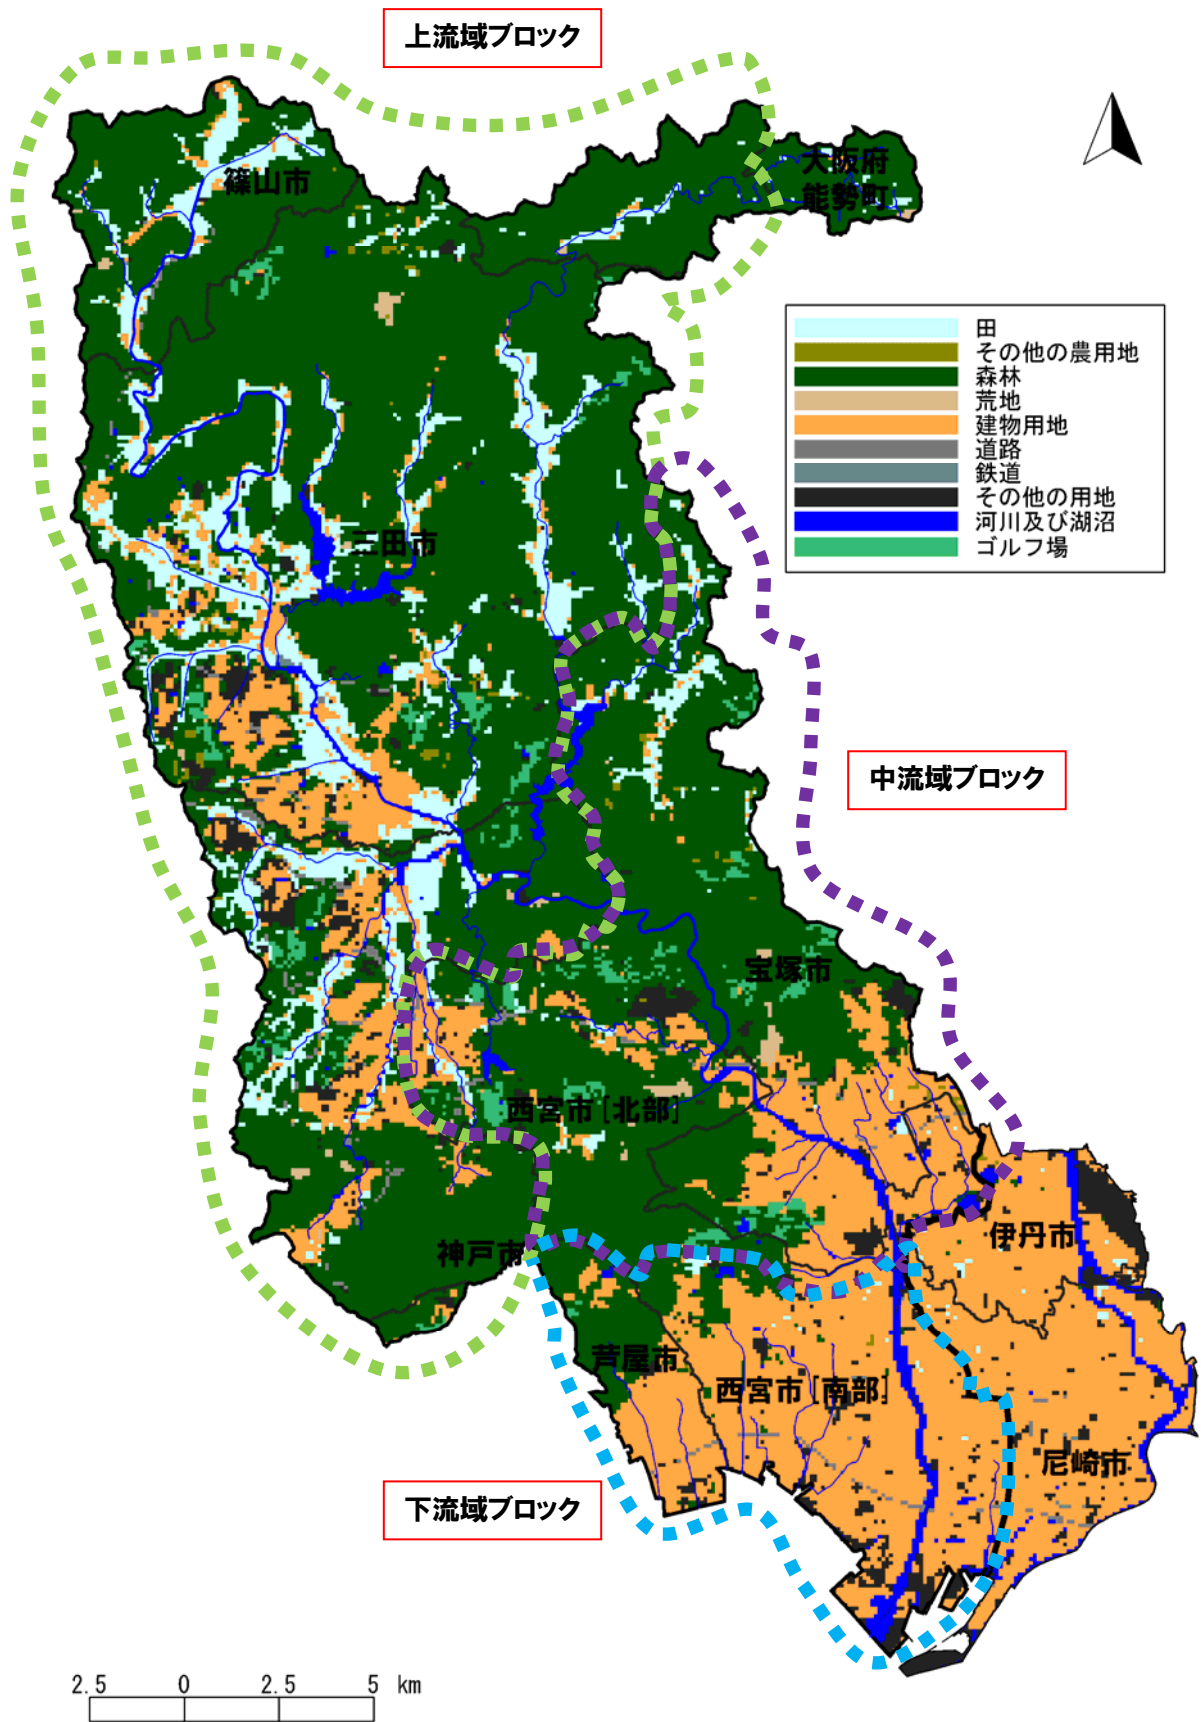 上流域ブロック
大阪府
能勢町
篠山市
田
その他の農用地
森林
荒地
建物用地
道路
鉄道
その他の用地
河川及び湖沼
ゴルフ場
三田市
中流域ブロック
宝塚市
西宮市[北部]
伊丹市
神戸市
芦屋市
西宮市[南部]
尼崎市
下流域ブロック
2.5 0 2.5 5 km